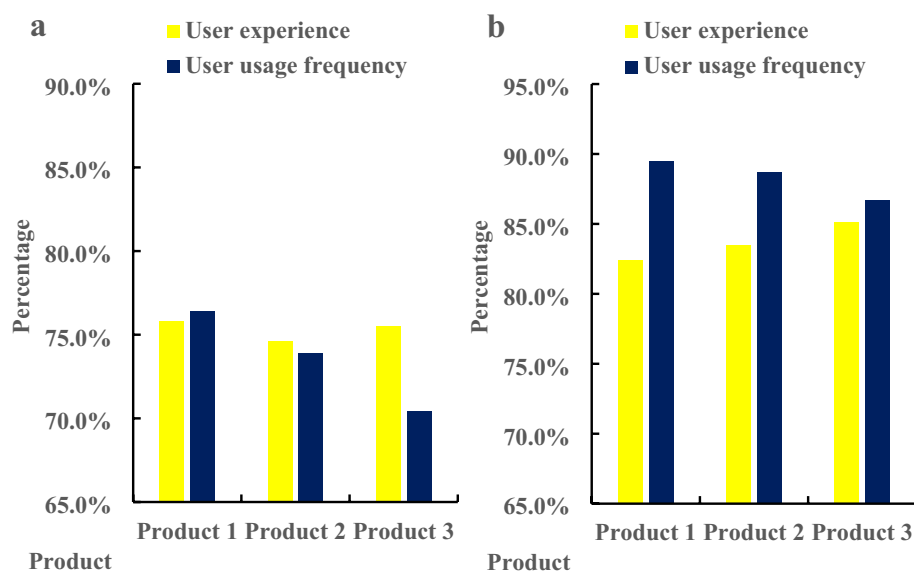 a
User experience
User usage frequency
90.0%
85.0%
80.0%
75.0%
70.0%
65.0%
Percentage
Product 1 Product 2 Product 3
Product
b
User experience
User usage frequency
95.0%
90.0%
85.0%
80.0%
75.0%
70.0%
65.0%
Percentage
Product 1 Product 2 Product 3
Product